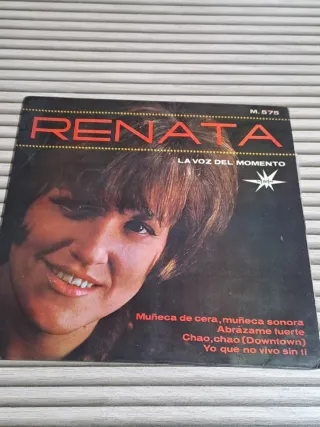 M. 575
RENATA
LA VOZ DEL MOMENTO
Muñeca de cera, muñeca sonora
Abrázame fuerte
Chao, chao (Downtown)
Yo que no vivo sin ti